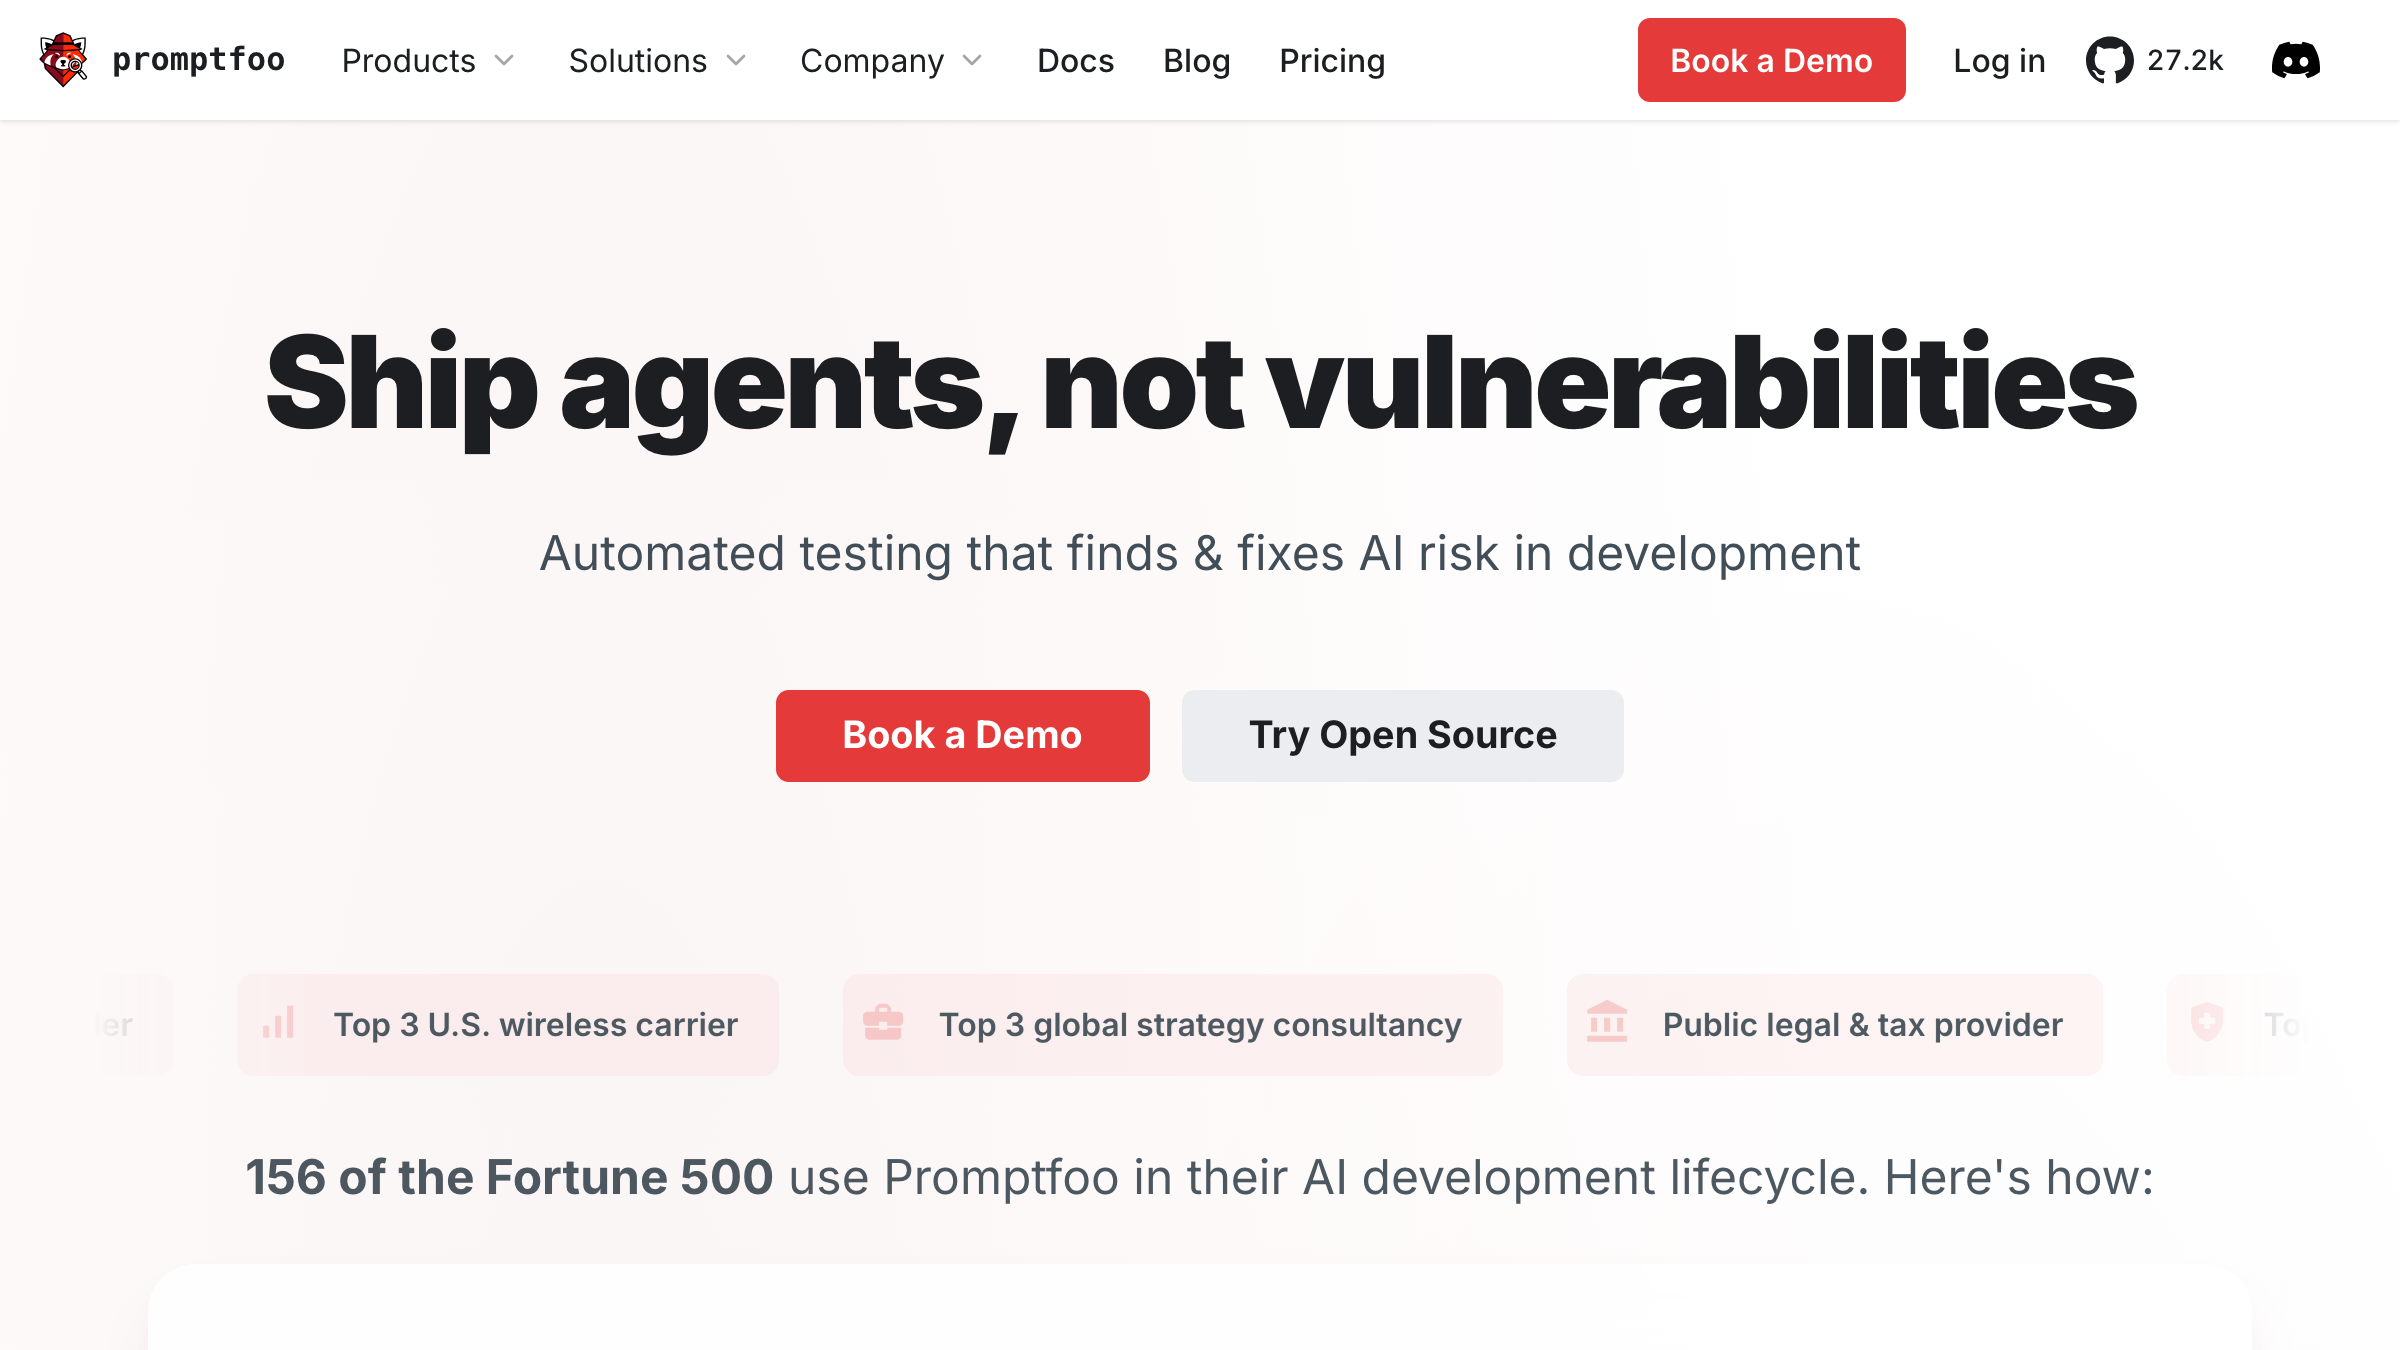 promptfoo Products Solutions Company Docs Blog Pricing Book a Demo Log in 27.2k
Ship agents, not vulnerabilities
Automated testing that finds & fixes AI risk in development
Book a Demo Try Open Source
er Top 3 U.S. wireless carrier Top 3 global strategy consultancy Public legal & tax provider To
156 of the Fortune 500 use Promptfoo in their AI development lifecycle. Here's how: